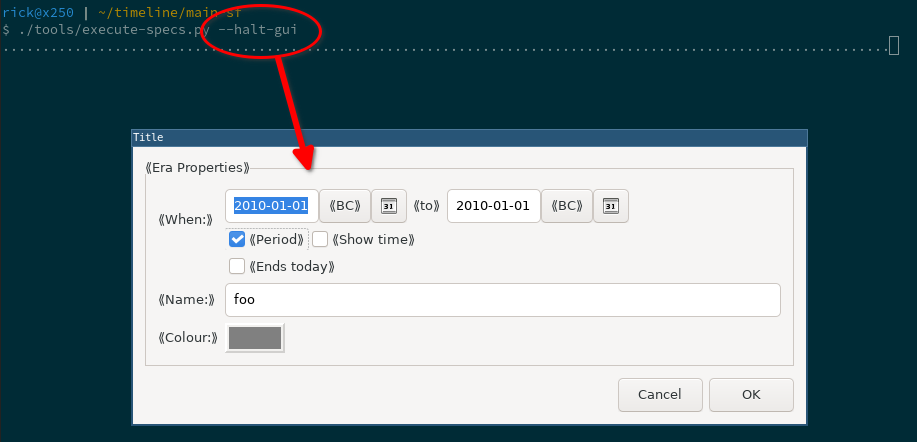 rick@x250 | ~/timeline/main-sf
$ ./tools/execute-specs.py --halt-gui
..............................................................................................................
Title
⟪Era Properties⟫
⟪When:⟫ 2010-01-01 ⟪BC⟫ 31 ⟪to⟫ 2010-01-01 ⟪BC⟫ 31
⟪Period⟫ ⟪Show time⟫
⟪Ends today⟫
⟪Name:⟫ foo
⟪Colour:⟫
Cancel OK